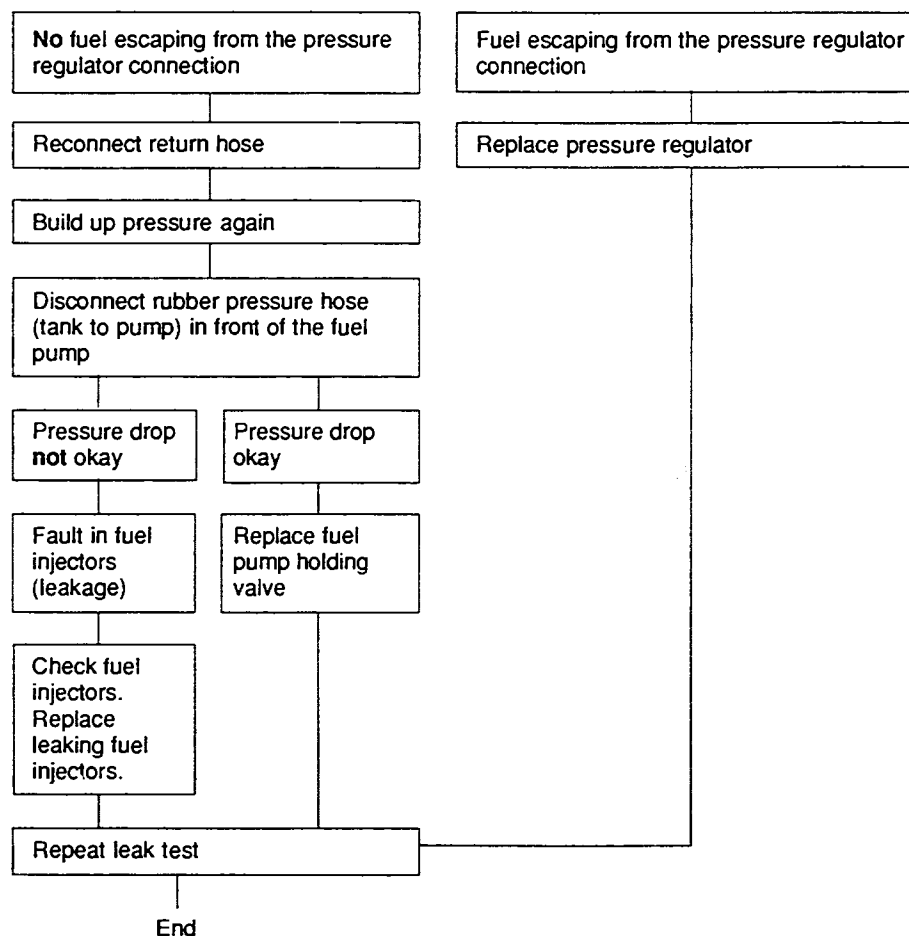 No fuel escaping from the pressure
regulator connection
Reconnect return hose
Build up pressure again
Disconnect rubber pressure hose
(tank to pump) in front of the fuel
pump
Pressure drop
not okay
Fault in fuel
injectors
(leakage)
Check fuel
injectors.
Replace
leaking fuel
injectors.
Pressure drop
okay
Replace fuel
pump holding
valve
Fuel escaping from the pressure regulator
connection
Replace pressure regulator
Repeat leak test
End